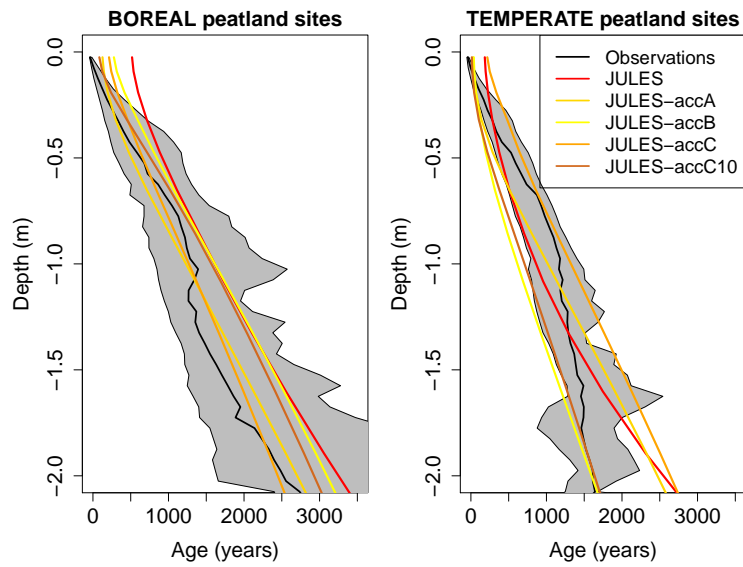 BOREAL peatland sites
TEMPERATE peatland sites
0.0
−0.5
−1.0
−1.5
−2.0
Depth (m)
0
1000
2000
3000
Age (years)
0.0
−0.5
−1.0
−1.5
−2.0
Depth (m)
0
1000
2000
3000
Age (years)
Observations
JULES
JULES−accA
JULES−accB
JULES−accC
JULES−accC10